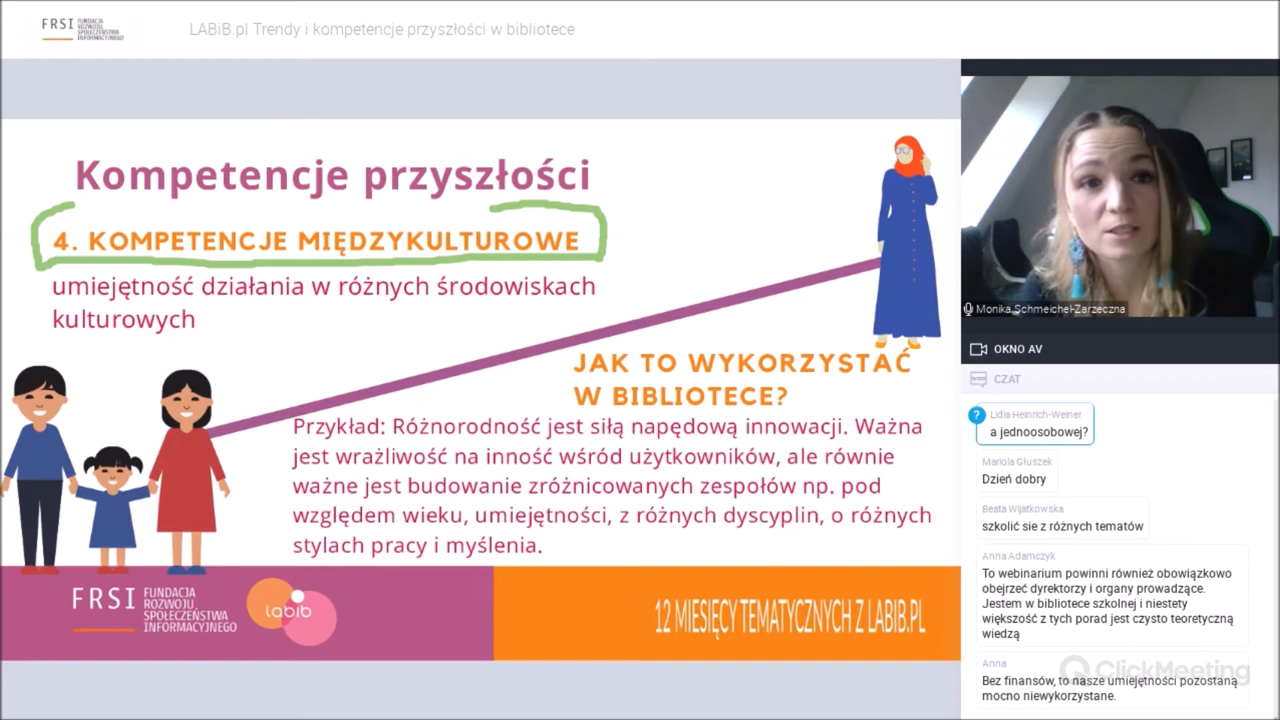 FRSI FUNDACJA
ROZWOJU
SPOŁECZEŃSTWA
INFORMACYJNEGO
LABiB.pl Trendy i kompetencje przyszłości w bibliotece
Kompetencje przyszłości
4. KOMPETENCJE MIĘDZYKULTUROWE
umiejętność działania w różnych środowiskach
kulturowych
JAK TO WYKORZYSTAĆ
W BIBLIOTECE?
Przykład: Różnorodność jest siłą napędową innowacji. Ważna
jest wrażliwość na inność wśród użytkowników, ale równie
ważne jest budowanie zróżnicowanych zespołów np. pod
względem wieku, umiejętności, z różnych dyscyplin, o różnych
stylach pracy i myślenia.
FRSI FUNDACJA
ROZWOJU
SPOŁECZEŃSTWA
INFORMACYJNEGO
labib
12 MIESIĘCY TEMATYCZNYCH Z LABIB.PL
Monika Schmeichel-Zarzeczna
OKNO AV
CZAT
? Lidia Heinrich-Weiner
a jednoosobowej?
Mariola Głuszek
Dzień dobry
Beata Wijatkowska
szkolić sie z różnych tematów
Anna Adamczyk
To webinarium powinni również obowiązkowo
obejrzeć dyrektorzy i organy prowadzące.
Jestem w bibliotece szkolnej i niestety
większość z tych porad jest czysto teoretyczną
wiedzą
Anna
Bez finansów, to nasze umiejętności pozostaną
mocno niewykorzystane.
ClickMeeting